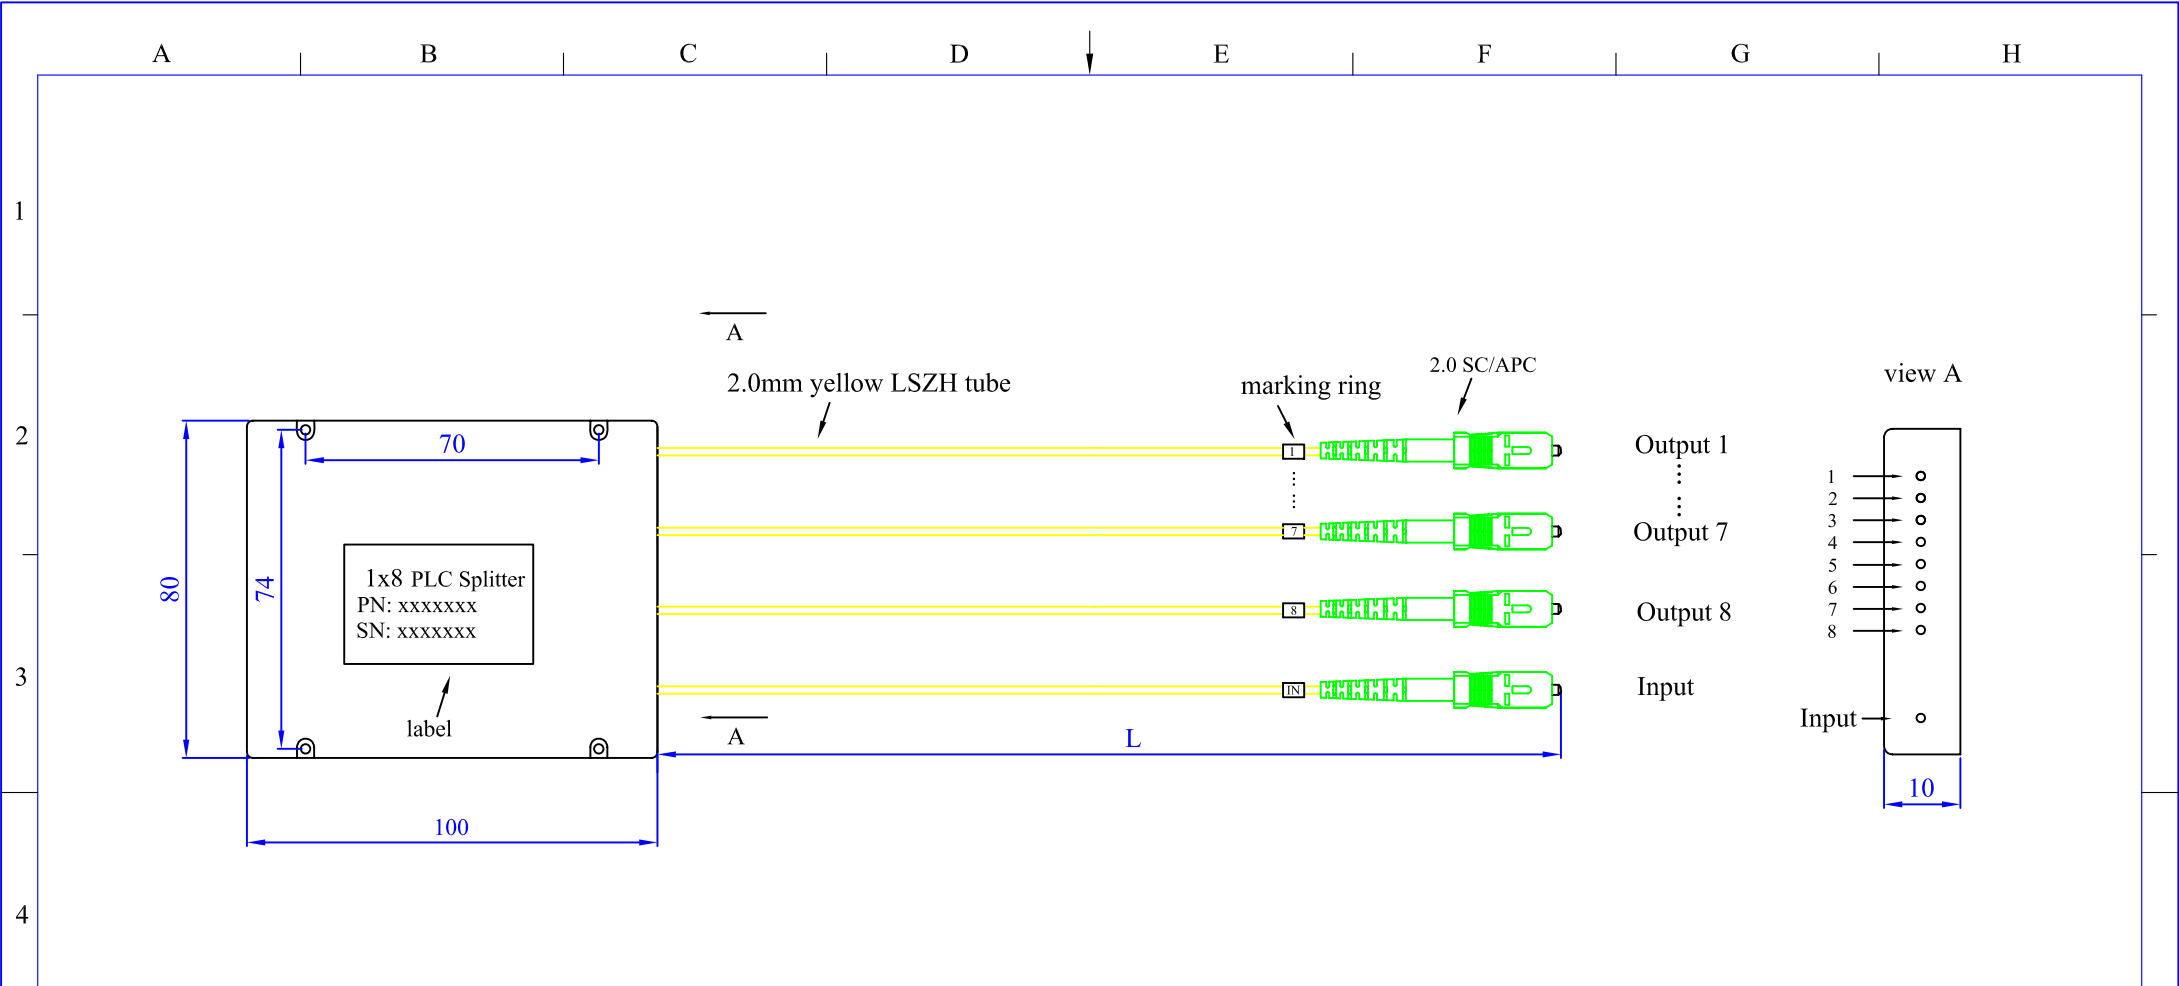 A B C D E F G H
1
A
2.0 SC/APC
view A
2.0mm yellow LSZH tube
marking ring
2
70
1
Output 1
1
2
7
Output 7
3
4
5
80
74
1x8 PLC Splitter
PN: xxxxxxx
SN: xxxxxxx
8
Output 8
6
7
8
3
IN
Input
label
A
L
Input
10
100
4